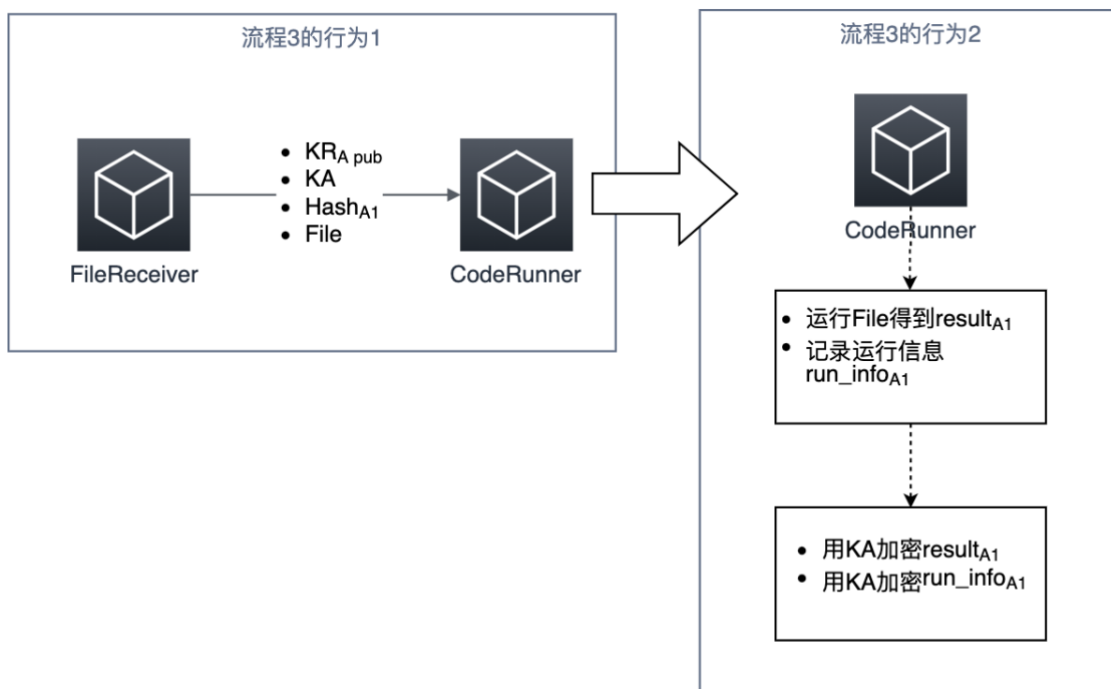 流程3的行为1
• KRA pub
• KA
• HashA1
• File
FileReceiver
CodeRunner
流程3的行为2
CodeRunner
• 运行File得到resultA1
• 记录运行信息
run_infoA1
• 用KA加密resultA1
• 用KA加密run_infoA1